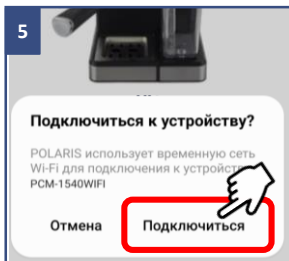 5
Подключиться к устройству?
POLARIS использует временную сеть
Wi-Fi для подключения к устройству
PCM-1540WIFI
Отмена
Подключиться